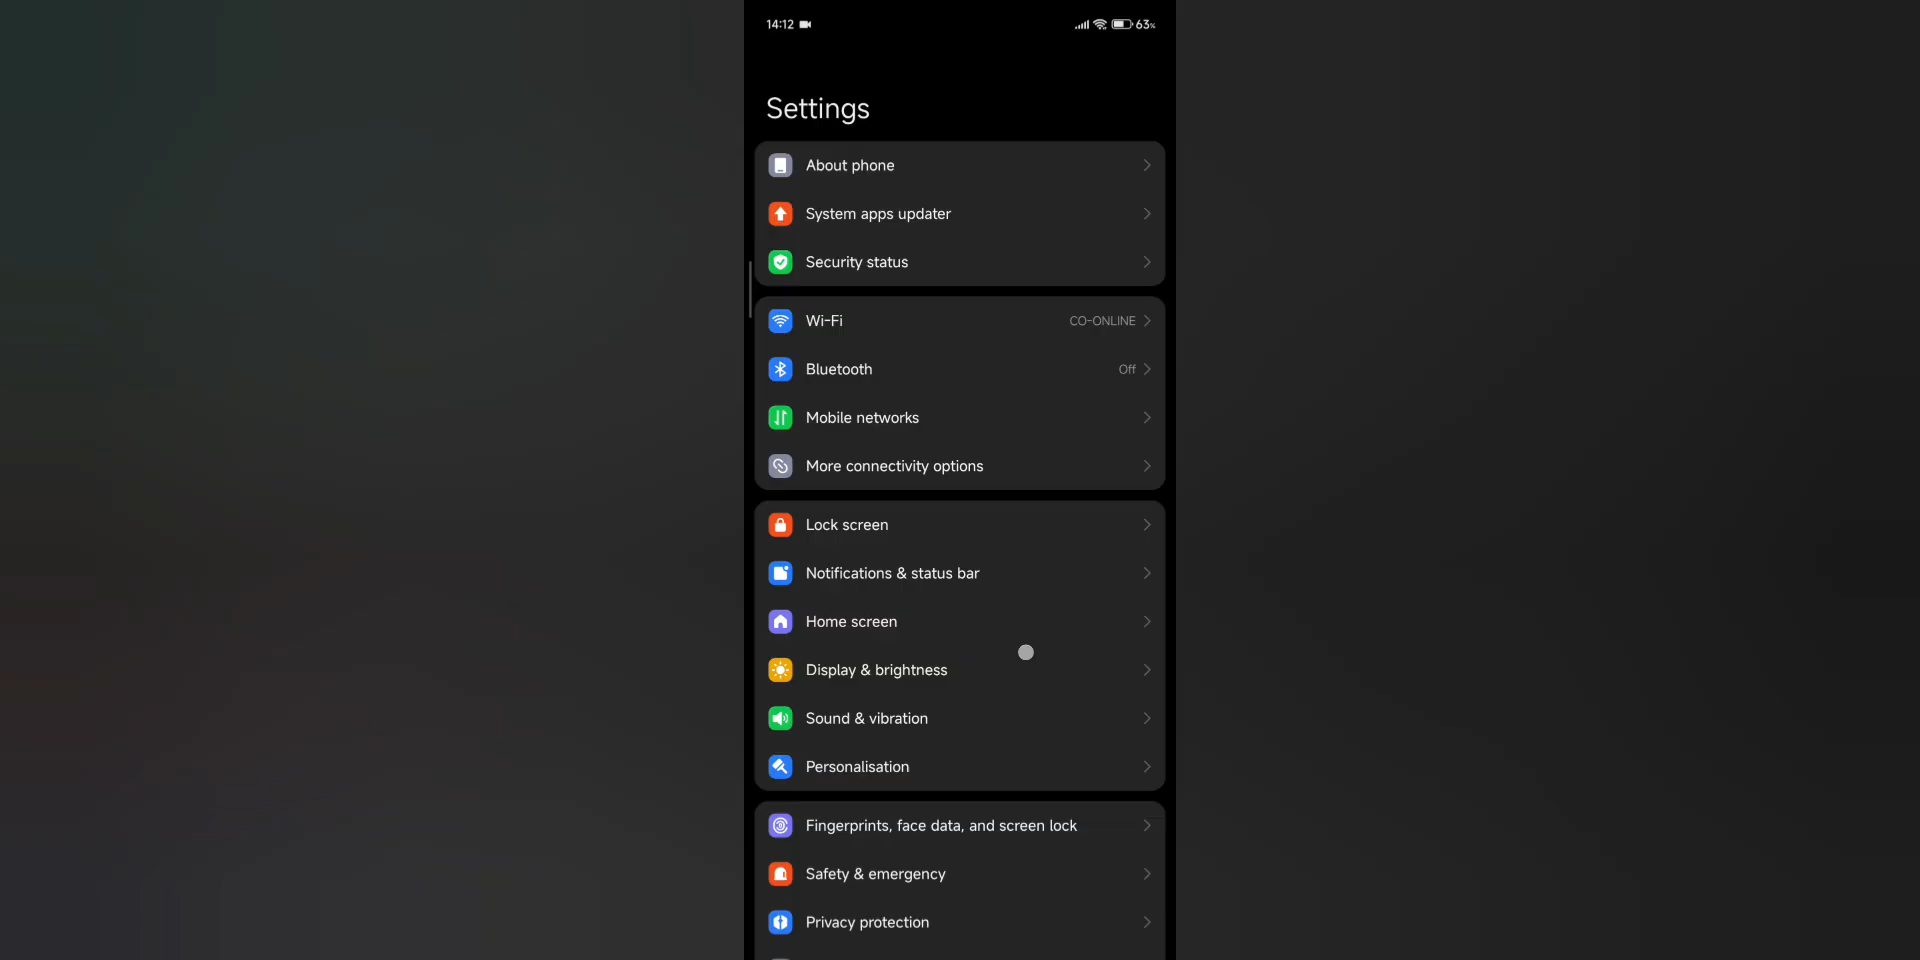 14:12 63%
Settings
About phone
System apps updater
Security status
Wi-Fi CO-ONLINE
Bluetooth Off
Mobile networks
More connectivity options
Lock screen
Notifications & status bar
Home screen
Display & brightness
Sound & vibration
Personalisation
Fingerprints, face data, and screen lock
Safety & emergency
Privacy protection